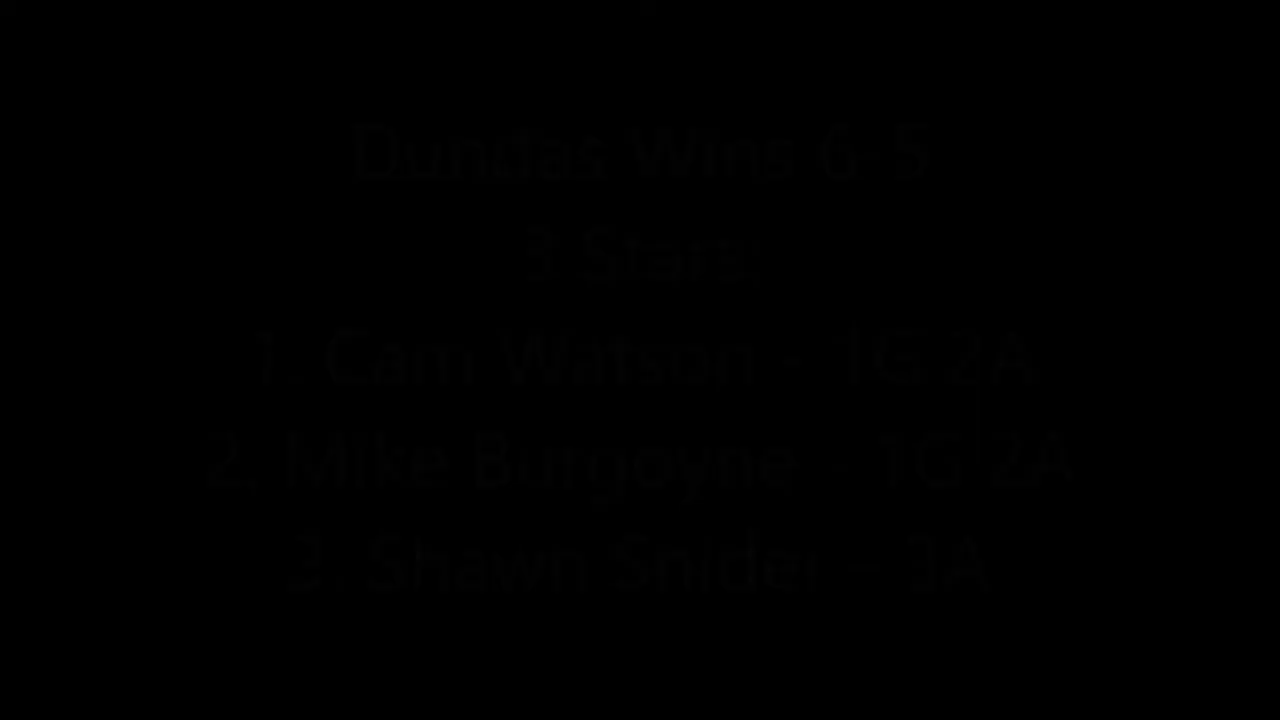 Dundas Wins 6-5
3 Stars:
1. Cam Watson - 1G 2A
2. Mike Burgoyne - 1G 2A
3. Shawn Snider - 3A